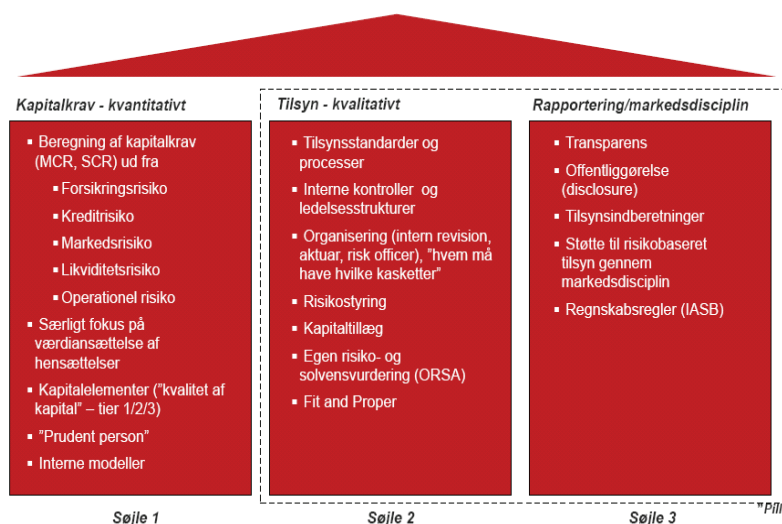 Kapitalkrav - kvantitativt
▪ Beregning af kapitalkrav
(MCR, SCR) ud fra
▪ Forsikringsrisiko
▪ Kreditrisiko
▪ Markedsrisiko
▪ Likviditetsrisiko
▪ Operationel risiko
▪ Særligt fokus på
værdiansættelse af
hensættelser
▪ Kapitalelementer ("kvalitet af
kapital" – tier 1/2/3)
▪ "Prudent person"
▪ Interne modeller
Søjle 1
Tilsyn - kvalitativt
▪ Tilsynsstandarder og
processer
▪ Interne kontroller og
ledelsesstrukturer
▪ Organisering (intern revision,
aktuar, risk officer), "hvem må
have hvilke kasketter"
▪ Risikostyring
▪ Kapitaltillæg
▪ Egen risiko- og
solvensvurdering (ORSA)
▪ Fit and Proper
Søjle 2
Rapportering/markedsdisciplin
▪ Transparens
▪ Offentliggørelse
(disclosure)
▪ Tilsynsindberetninger
▪ Støtte til risikobaseret
tilsyn gennem
markedsdisciplin
▪ Regnskabsregler (IASB)
Søjle 3